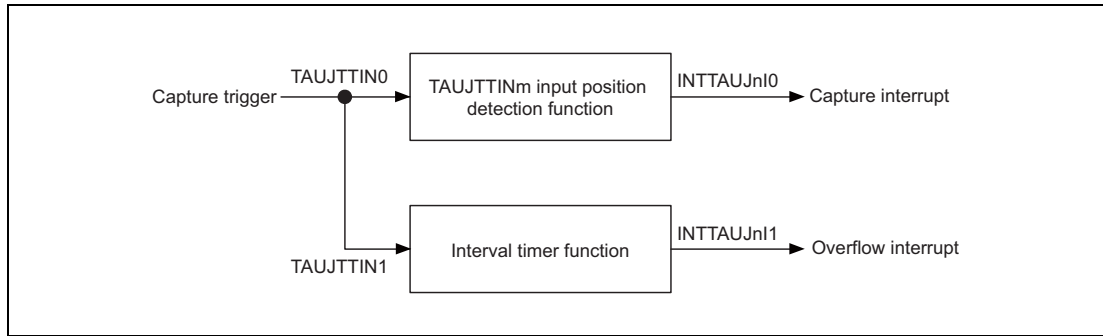 TAUJTTIN0
Capture trigger
TAUJTTINm input position
detection function
INTTAUJnI0
Capture interrupt
TAUJTTIN1
Interval timer function
INTTAUJnI1
Overflow interrupt